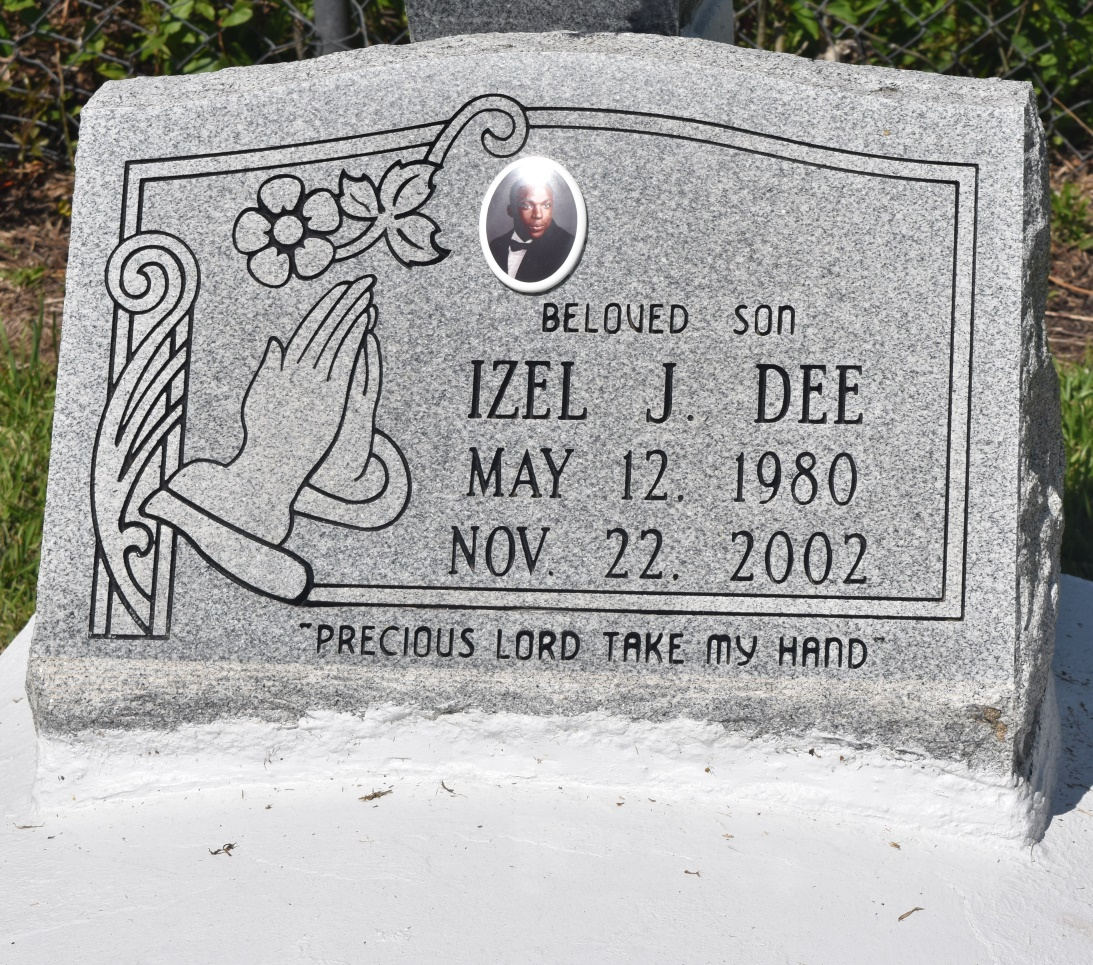 BELOVED SON
IZEL J. DEE
MAY 12. 1980
NOV. 22. 2002
"PRECIOUS LORD TAKE MY HAND"